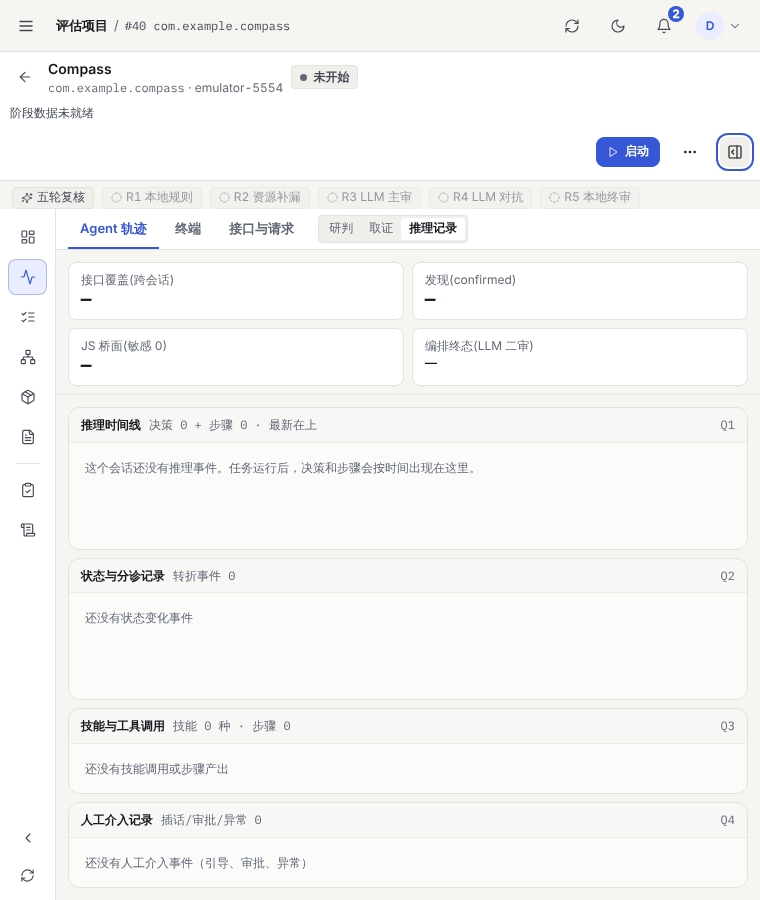 评估项目 / #40 com.example.compass
2
D
Compass
com.example.compass · emulator-5554
未开始
阶段数据未就绪
启动
五轮复核
R1 本地规则
R2 资源补漏
R3 LLM 主审
R4 LLM 对抗
R5 本地终审
Agent 轨迹
终端
接口与请求
研判
取证
推理记录
接口覆盖(跨会话)
—
发现(confirmed)
—
JS 桥面(敏感 0)
—
编排终态(LLM 二审)
—
推理时间线 决策 0 + 步骤 0 · 最新在上 Q1
这个会话还没有推理事件。任务运行后，决策和步骤会按时间出现在这里。
状态与分诊记录 转折事件 0 Q2
还没有状态变化事件
技能与工具调用 技能 0 种 · 步骤 0 Q3
还没有技能调用或步骤产出
人工介入记录 插话/审批/异常 0 Q4
还没有人工介入事件（引导、审批、异常）